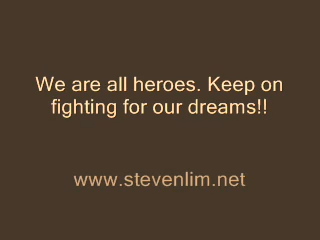 We are all heroes. Keep on
fighting for our dreams!!
www.stevenlim.net